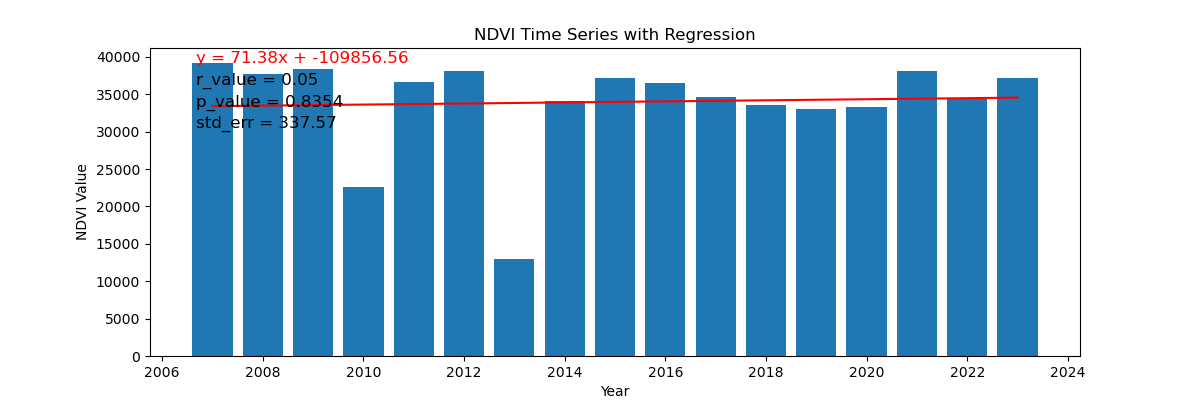 NDVI Time Series with Regression
y = 71.38x + -109856.56
r_value = 0.05
p_value = 0.8354
std_err = 337.57
40000
35000
30000
25000
20000
15000
10000
5000
0
NDVI Value
2006 2008 2010 2012 2014 2016 2018 2020 2022 2024
Year